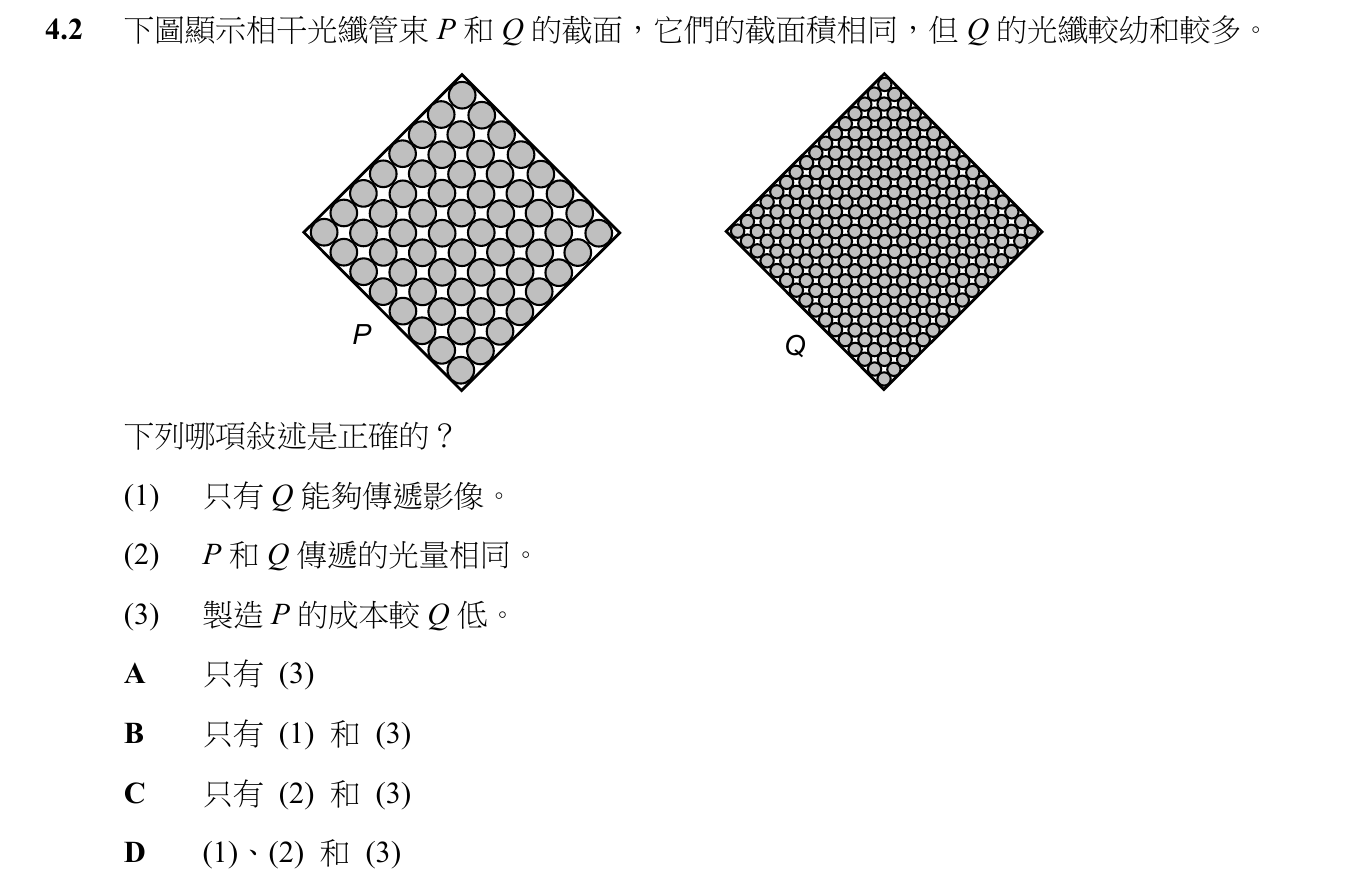 4.2 下圖顯示相干光纖管束 P 和 Q 的截面，它們的截面積相同，但 Q 的光纖較幼和較多。
P
Q
下列哪項敍述是正確的？
(1) 只有 Q 能夠傳遞影像。
(2) P 和 Q 傳遞的光量相同。
(3) 製造 P 的成本較 Q 低。
A 只有 (3)
B 只有 (1) 和 (3)
C 只有 (2) 和 (3)
D (1)、(2) 和 (3)